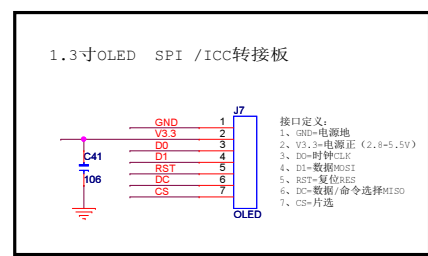 1.3寸OLED SPI /ICC转接板
J7
GND 1
V3.3 2
D0 3
D1 4
RST 5
DC 6
CS 7
OLED
C41
106
接口定义:
1、GND=电源地
2、V3.3=电源正（2.8-5.5V）
3、DO=时钟CLK
4、D1=数据MOSI
5、RST=复位RES
6、DC=数据/命令选择MISO
7、CS=片选